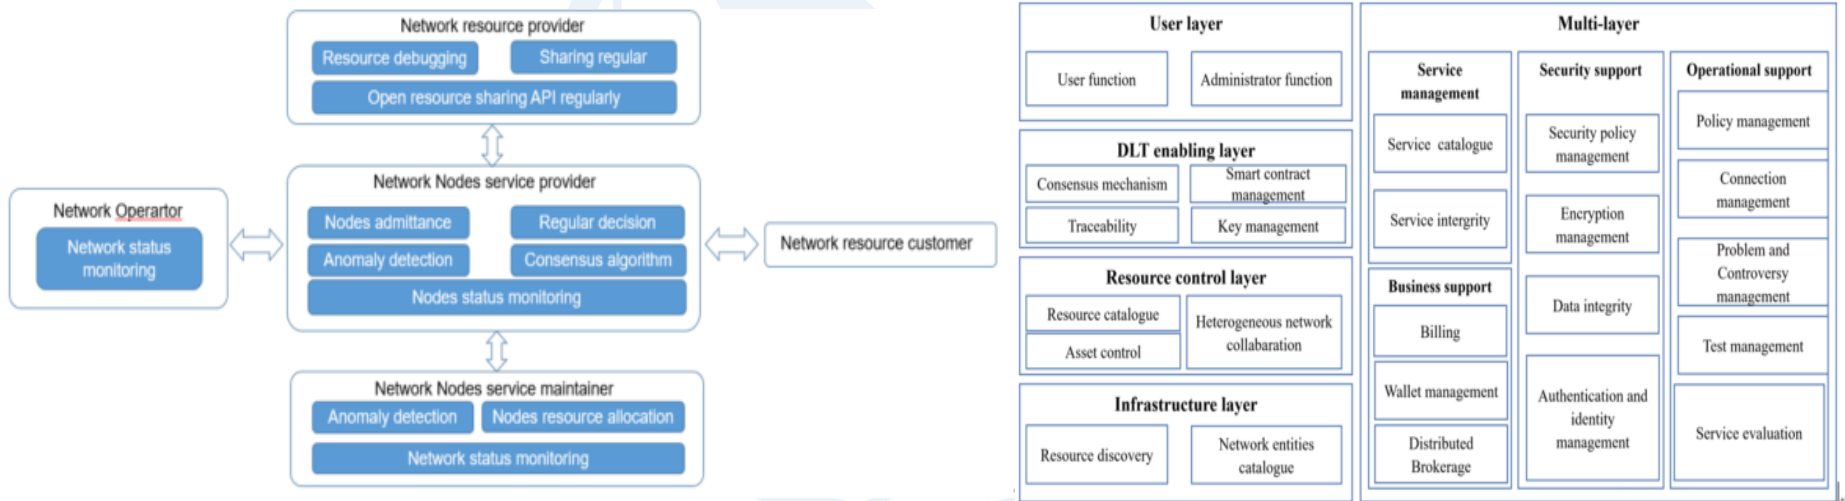 Network resource provider
Resource debugging
Sharing regular
Open resource sharing API regularly
Network Nodes service provider
Nodes admittance
Regular decision
Anomaly detection
Consensus algorithm
Nodes status monitoring
Network Operartor
Network status
monitoring
Network resource customer
Network Nodes service maintainer
Anomaly detection
Nodes resource allocation
Network status monitoring
User layer
User function
Administrator function
DLT enabling layer
Consensus mechanism
Smart contract
management
Traceability
Key management
Resource control layer
Resource catalogue
Asset control
Heterogeneous network
collabaration
Infrastructure layer
Resource discovery
Network entities
catalogue
Multi-layer
Service
management
Service catalogue
Service intergrity
Business support
Billing
Wallet management
Distributed
Brokerage
Security support
Security policy
management
Encryption
management
Data integrity
Authentication and
identity
management
Operational support
Policy management
Connection
management
Problem and
Controversy
management
Test management
Service evaluation